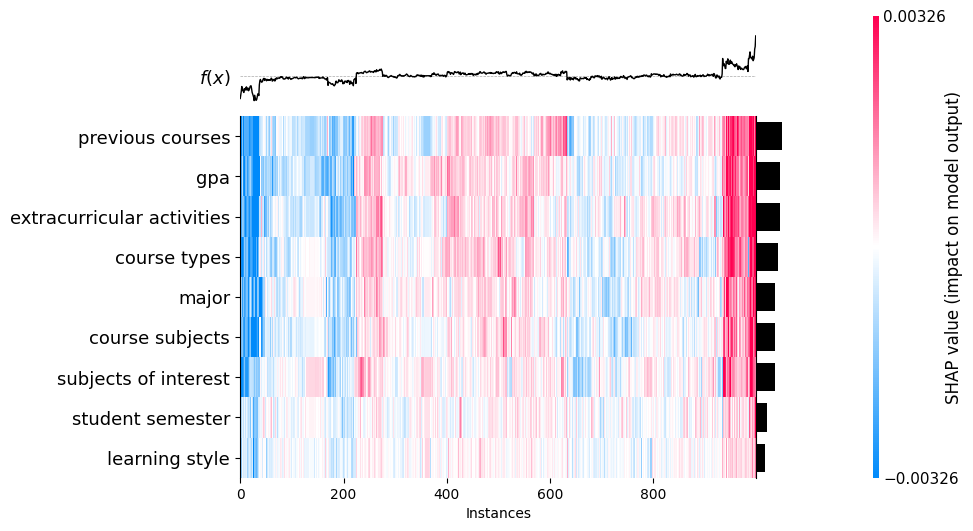 0.00326
f(x)
previous courses
gpa
extracurricular activities
course types
major
course subjects
subjects of interest
student semester
learning style
SHAP value (impact on model output)
−0.00326
0 200 400 600 800
Instances